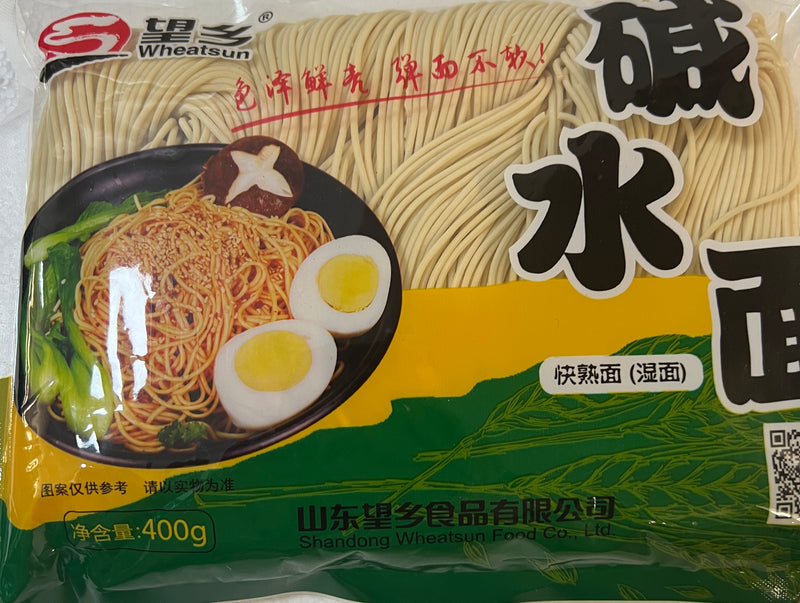 望乡®
Wheatsun
色泽鲜亮 弹而不软!
碱
水
面
快熟面 (湿面)
图案仅供参考 请以实物为准
净含量:400g
山东望乡食品有限公司
Shandong Wheatsun Food Co., Ltd.